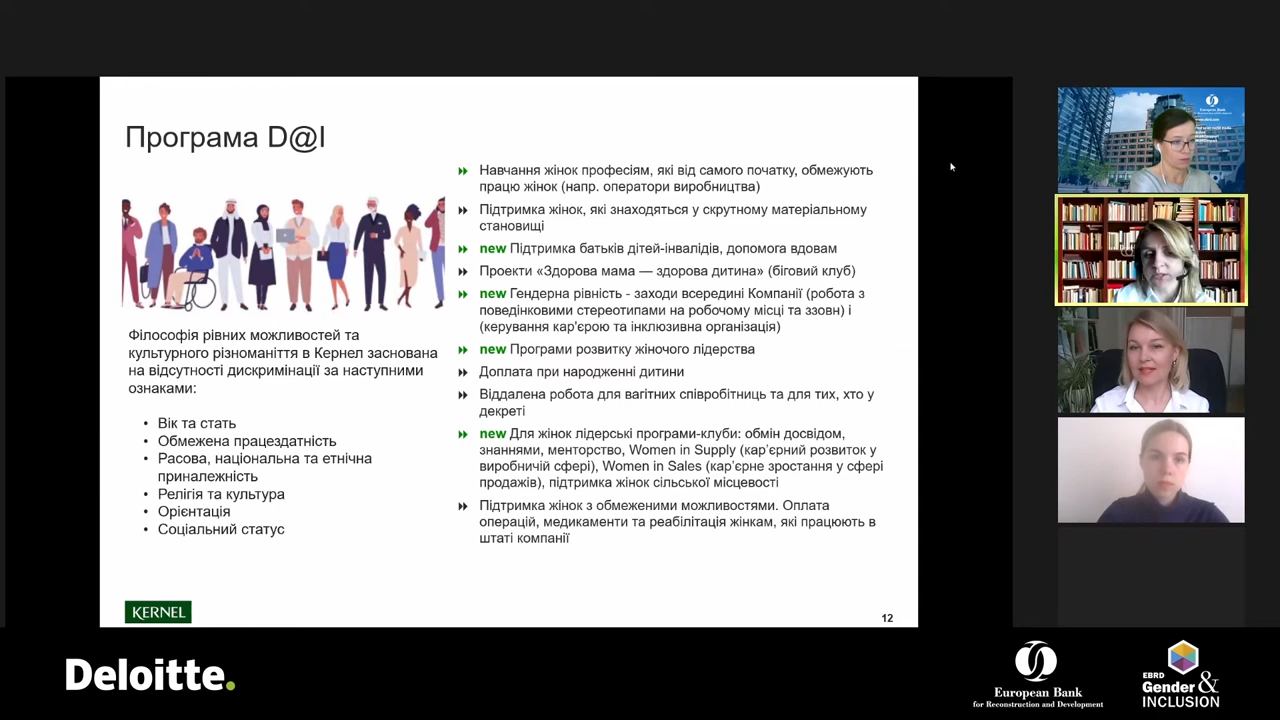 Програма D@I
Філософія рівних можливостей та
культурного різноманіття в Кернел заснована
на відсутності дискримінації за наступними
ознаками:
• Вік та стать
• Обмежена працездатність
• Расова, національна та етнічна
приналежність
• Релігія та культура
• Орієнтація
• Соціальний статус
Навчання жінок професіям, які від самого початку, обмежують
працю жінок (напр. оператори виробництва)
Підтримка жінок, які знаходяться у скрутному матеріальному
становищі
new Підтримка батьків дітей-інвалідів, допомога вдовам
Проекти «Здорова мама — здорова дитина» (біговий клуб)
new Гендерна рівність - заходи всередині Компанії (робота з
поведінковими стереотипами на робочому місці та ззовн) і
(керування кар'єрою та інклюзивна організація)
new Програми розвитку жіночого лідерства
Доплата при народженні дитини
Віддалена робота для вагітних співробітниць та для тих, хто у
декреті
new Для жінок лідерські програми-клуби: обмін досвідом,
знаннями, менторство, Women in Supply (кар’єрний розвиток у
виробничій сфері), Women in Sales (кар’єрне зростання у сфері
продажів), підтримка жінок сільської місцевості
Підтримка жінок з обмеженими можливостями. Оплата
операцій, медикаменти та реабілітація жінкам, які працюють в
штаті компанії
KERNEL
12
European Bank
Deloitte.
European Bank
for Reconstruction and Development
EBRD
Gender &
INCLUSION